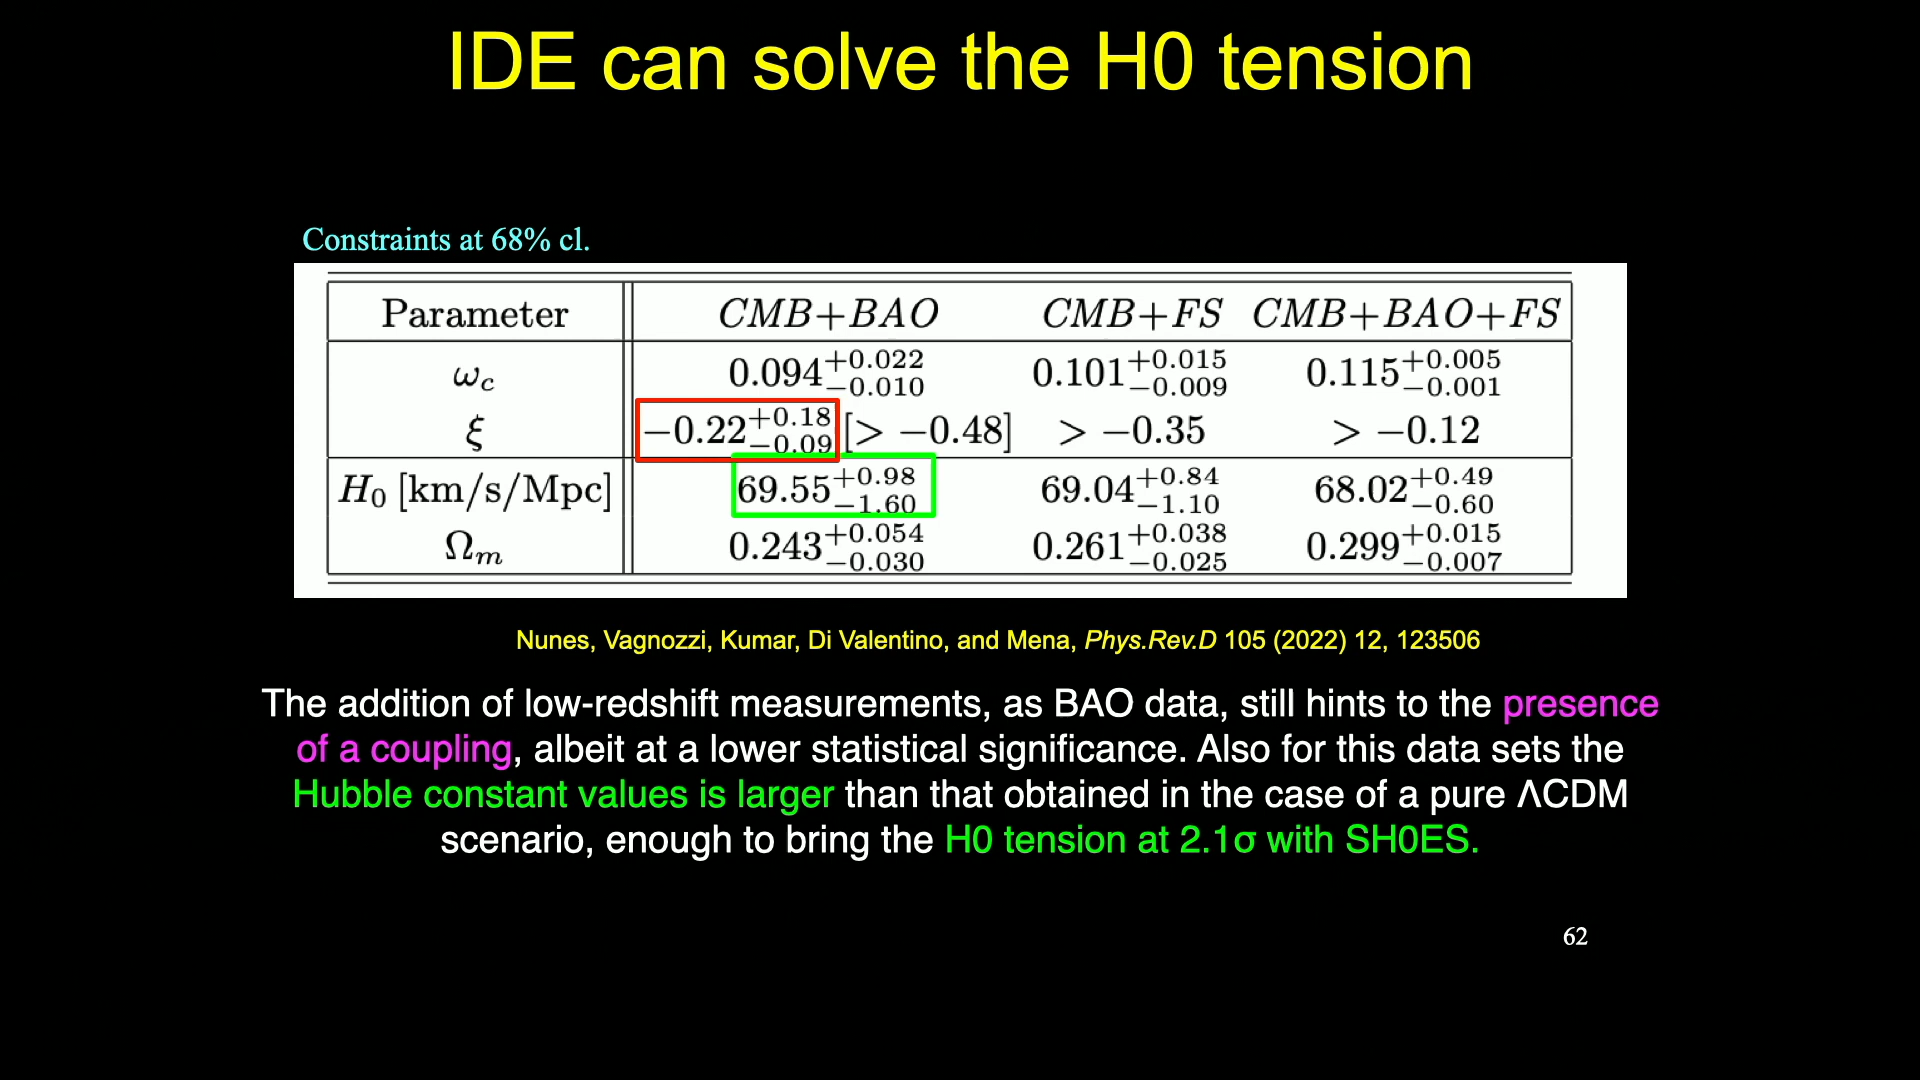 IDE can solve the H0 tension
Constraints at 68% cl.
Parameter CMB+BAO CMB+FS CMB+BAO+FS
ω_c 0.094^{+0.022}_{−0.010} 0.101^{+0.015}_{−0.009} 0.115^{+0.005}_{−0.001}
ξ −0.22^{+0.18}_{−0.09} [> −0.48] > −0.35 > −0.12
H_0 [km/s/Mpc] 69.55^{+0.98}_{−1.60} 69.04^{+0.84}_{−1.10} 68.02^{+0.49}_{−0.60}
Ω_m 0.243^{+0.054}_{−0.030} 0.261^{+0.038}_{−0.025} 0.299^{+0.015}_{−0.007}
Nunes, Vagnozzi, Kumar, Di Valentino, and Mena, Phys.Rev.D 105 (2022) 12, 123506
The addition of low-redshift measurements, as BAO data, still hints to the presence
of a coupling, albeit at a lower statistical significance. Also for this data sets the
Hubble constant values is larger than that obtained in the case of a pure ΛCDM
scenario, enough to bring the H0 tension at 2.1σ with SH0ES.
62